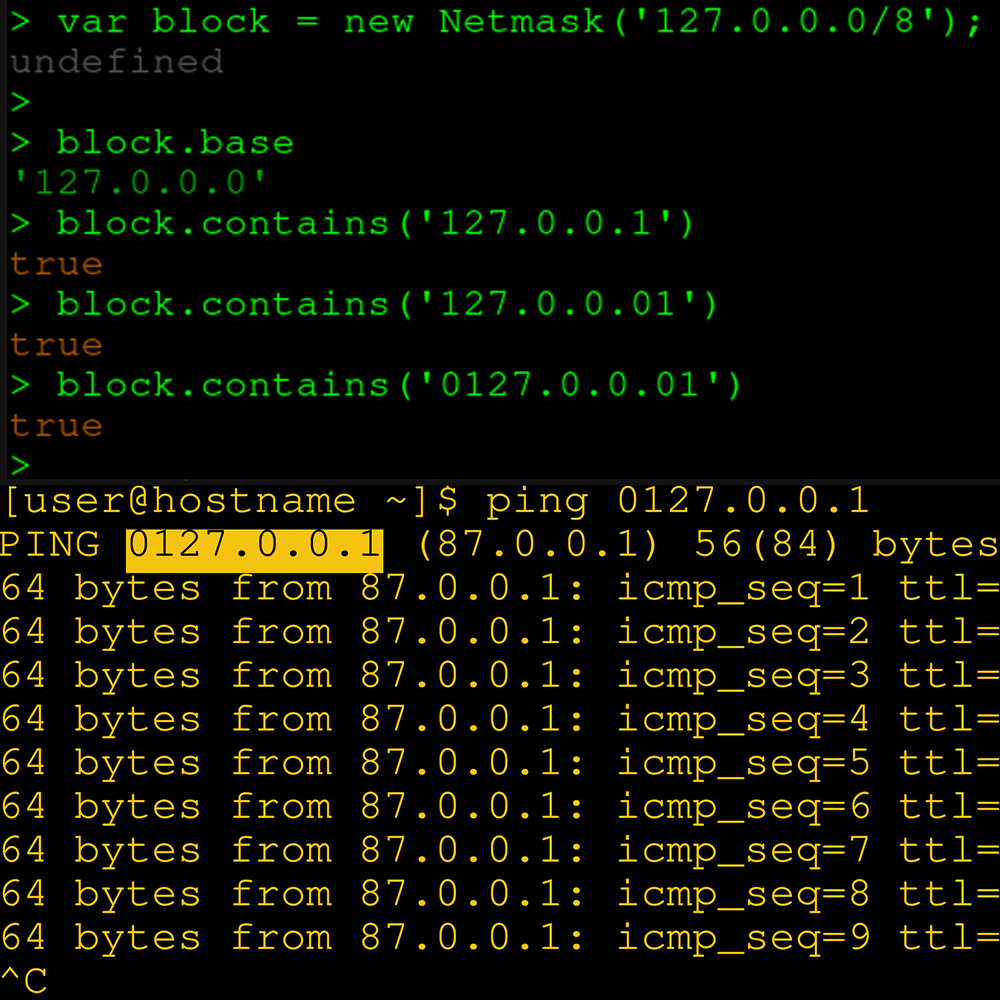 > var block = new Netmask('127.0.0.0/8');
undefined
>
> block.base
'127.0.0.0'
> block.contains('127.0.0.1')
true
> block.contains('127.0.0.01')
true
> block.contains('0127.0.0.01')
true
>
[user@hostname ~]$ ping 0127.0.0.1
PING 0127.0.0.1 (87.0.0.1) 56(84) bytes
64 bytes from 87.0.0.1: icmp_seq=1 ttl=
64 bytes from 87.0.0.1: icmp_seq=2 ttl=
64 bytes from 87.0.0.1: icmp_seq=3 ttl=
64 bytes from 87.0.0.1: icmp_seq=4 ttl=
64 bytes from 87.0.0.1: icmp_seq=5 ttl=
64 bytes from 87.0.0.1: icmp_seq=6 ttl=
64 bytes from 87.0.0.1: icmp_seq=7 ttl=
64 bytes from 87.0.0.1: icmp_seq=8 ttl=
64 bytes from 87.0.0.1: icmp_seq=9 ttl=
^C